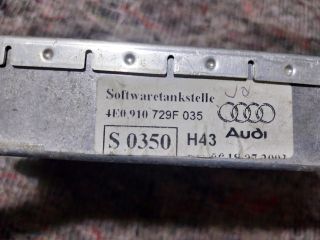 Softwaretankstelle
4E0 910 729F 035
S 0350 H43 Audi